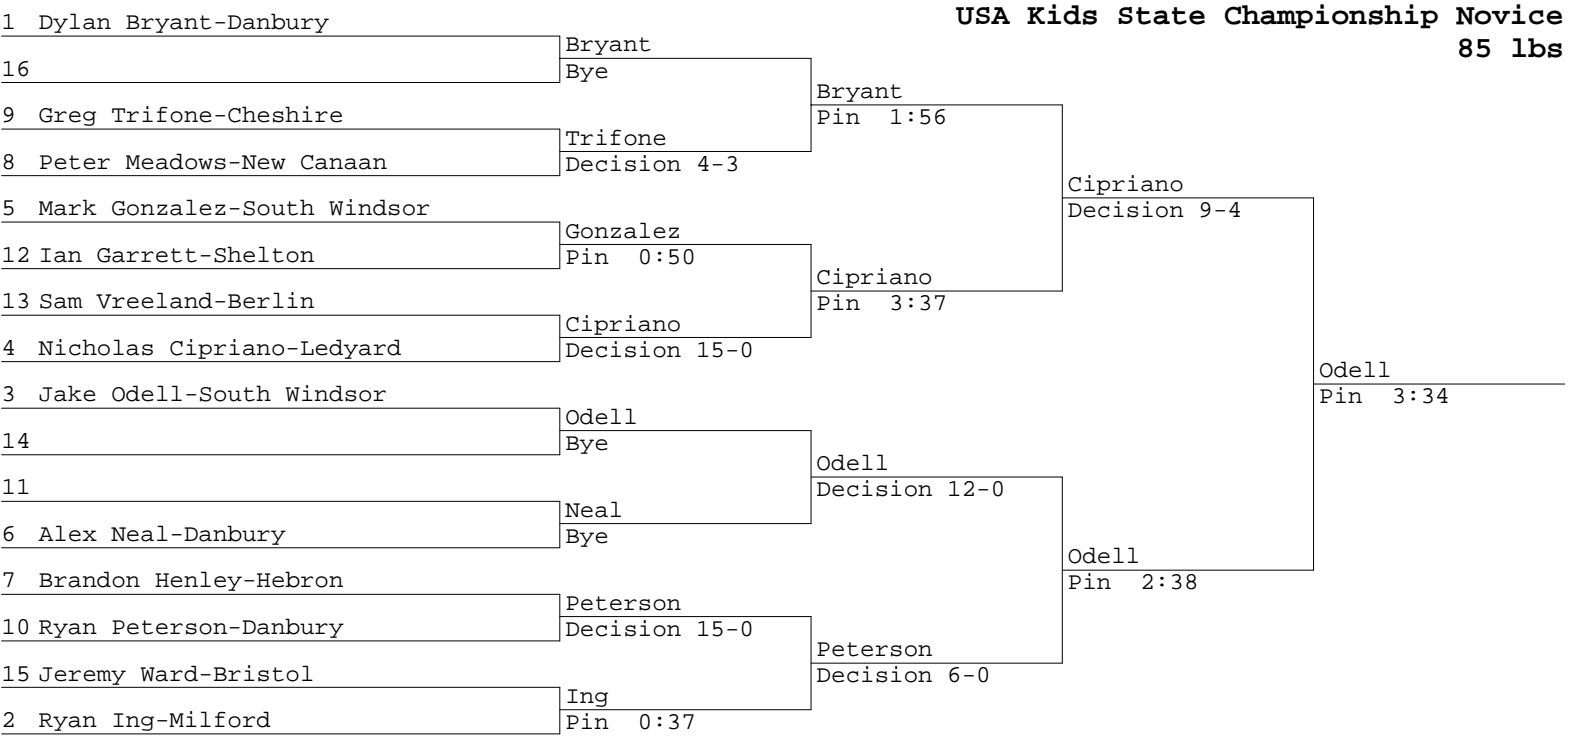 USA Kids State Championship Novice
85 lbs
1 Dylan Bryant-Danbury
Bryant
16
Bye
Bryant
9 Greg Trifone-Cheshire
Pin 1:56
Trifone
8 Peter Meadows-New Canaan
Decision 4-3
Cipriano
5 Mark Gonzalez-South Windsor
Decision 9-4
Gonzalez
12 Ian Garrett-Shelton
Pin 0:50
Cipriano
13 Sam Vreeland-Berlin
Pin 3:37
Cipriano
4 Nicholas Cipriano-Ledyard
Decision 15-0
Odell
3 Jake Odell-South Windsor
Pin 3:34
Odell
14
Bye
Odell
11
Decision 12-0
Neal
6 Alex Neal-Danbury
Bye
Odell
7 Brandon Henley-Hebron
Pin 2:38
Peterson
10 Ryan Peterson-Danbury
Decision 15-0
Peterson
15 Jeremy Ward-Bristol
Decision 6-0
Ing
2 Ryan Ing-Milford
Pin 0:37